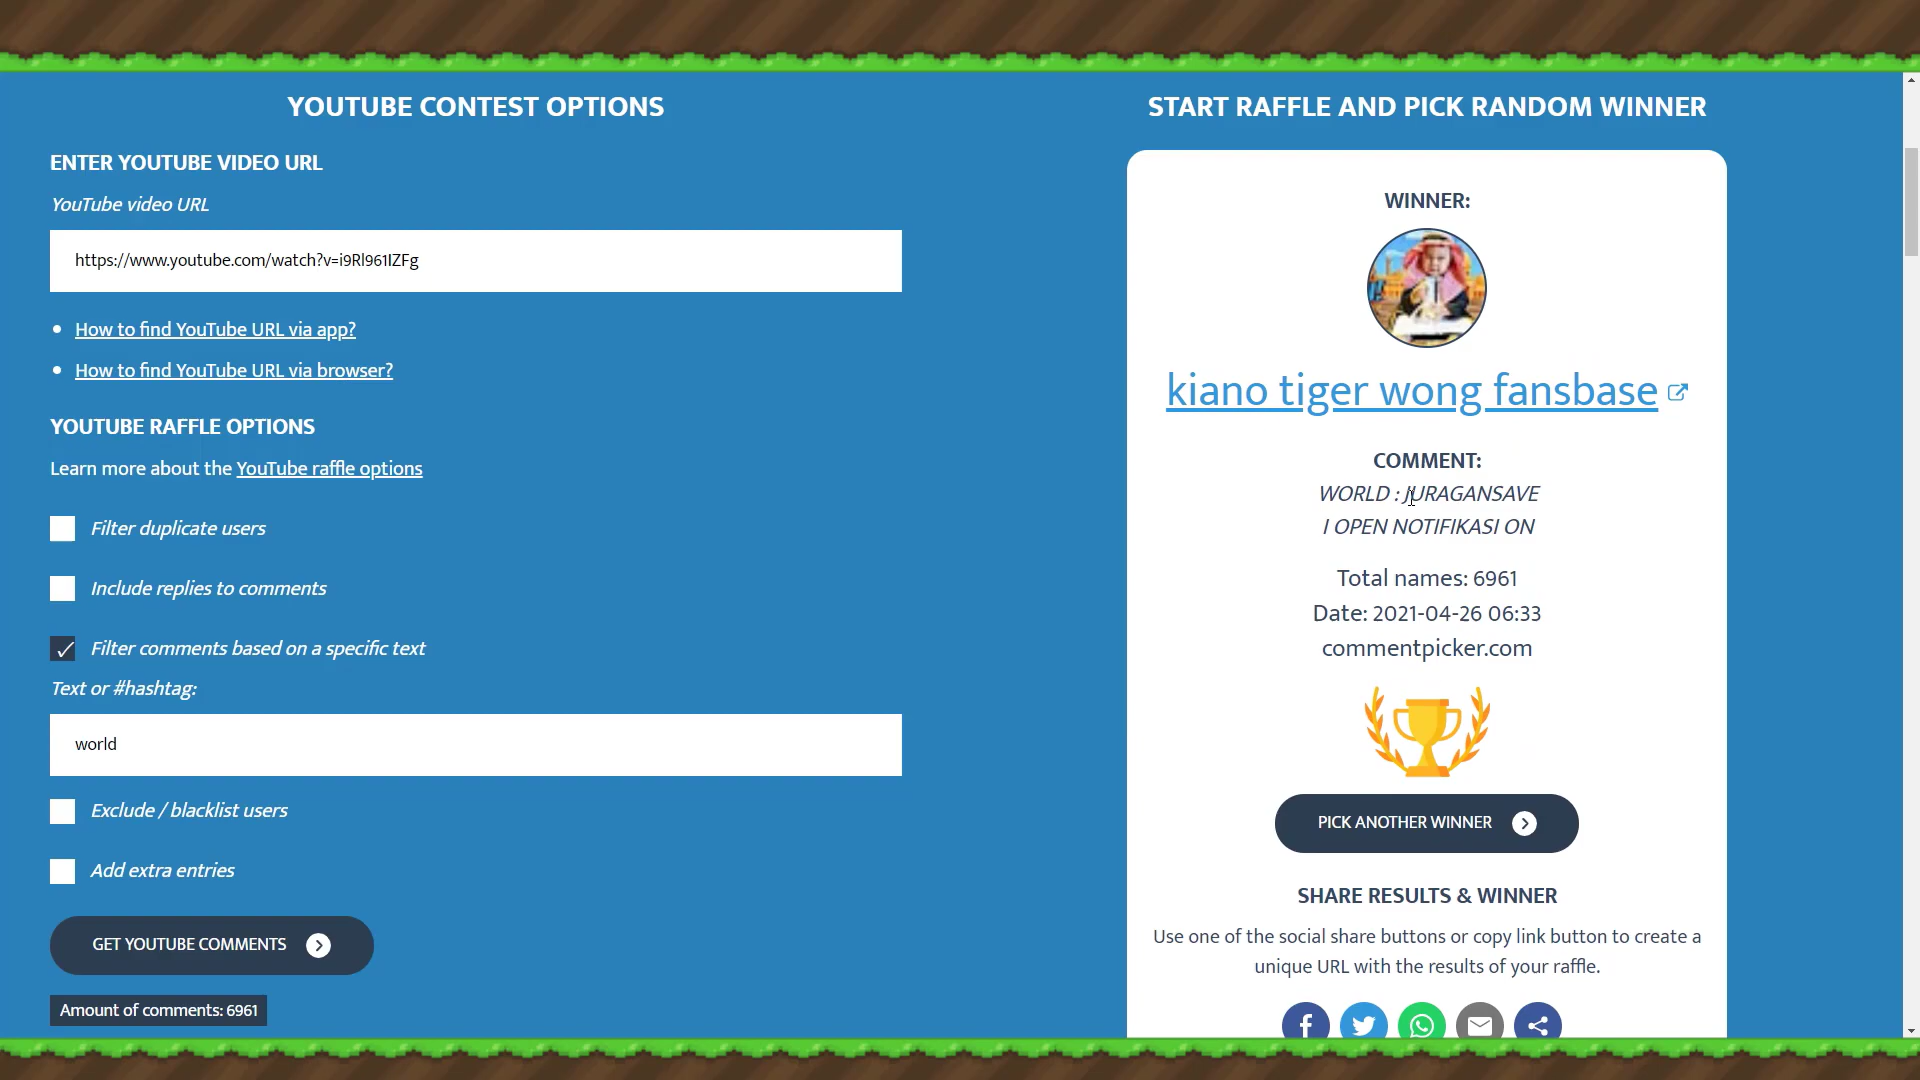 YOUTUBE CONTEST OPTIONS
ENTER YOUTUBE VIDEO URL
YouTube video URL
https://www.youtube.com/watch?v=i9Rl961IZFg
How to find YouTube URL via app?
How to find YouTube URL via browser?
YOUTUBE RAFFLE OPTIONS
Learn more about the YouTube raffle options
Filter duplicate users
Include replies to comments
Filter comments based on a specific text
Text or #hashtag:
world
Exclude / blacklist users
Add extra entries
GET YOUTUBE COMMENTS
Amount of comments: 6961
START RAFFLE AND PICK RANDOM WINNER
WINNER:
kiano tiger wong fansbase
COMMENT:
WORLD : JURAGANSAVE
I OPEN NOTIFIKASI ON
Total names: 6961
Date: 2021-04-26 06:33
commentpicker.com
PICK ANOTHER WINNER
SHARE RESULTS & WINNER
Use one of the social share buttons or copy link button to create a
unique URL with the results of your raffle.